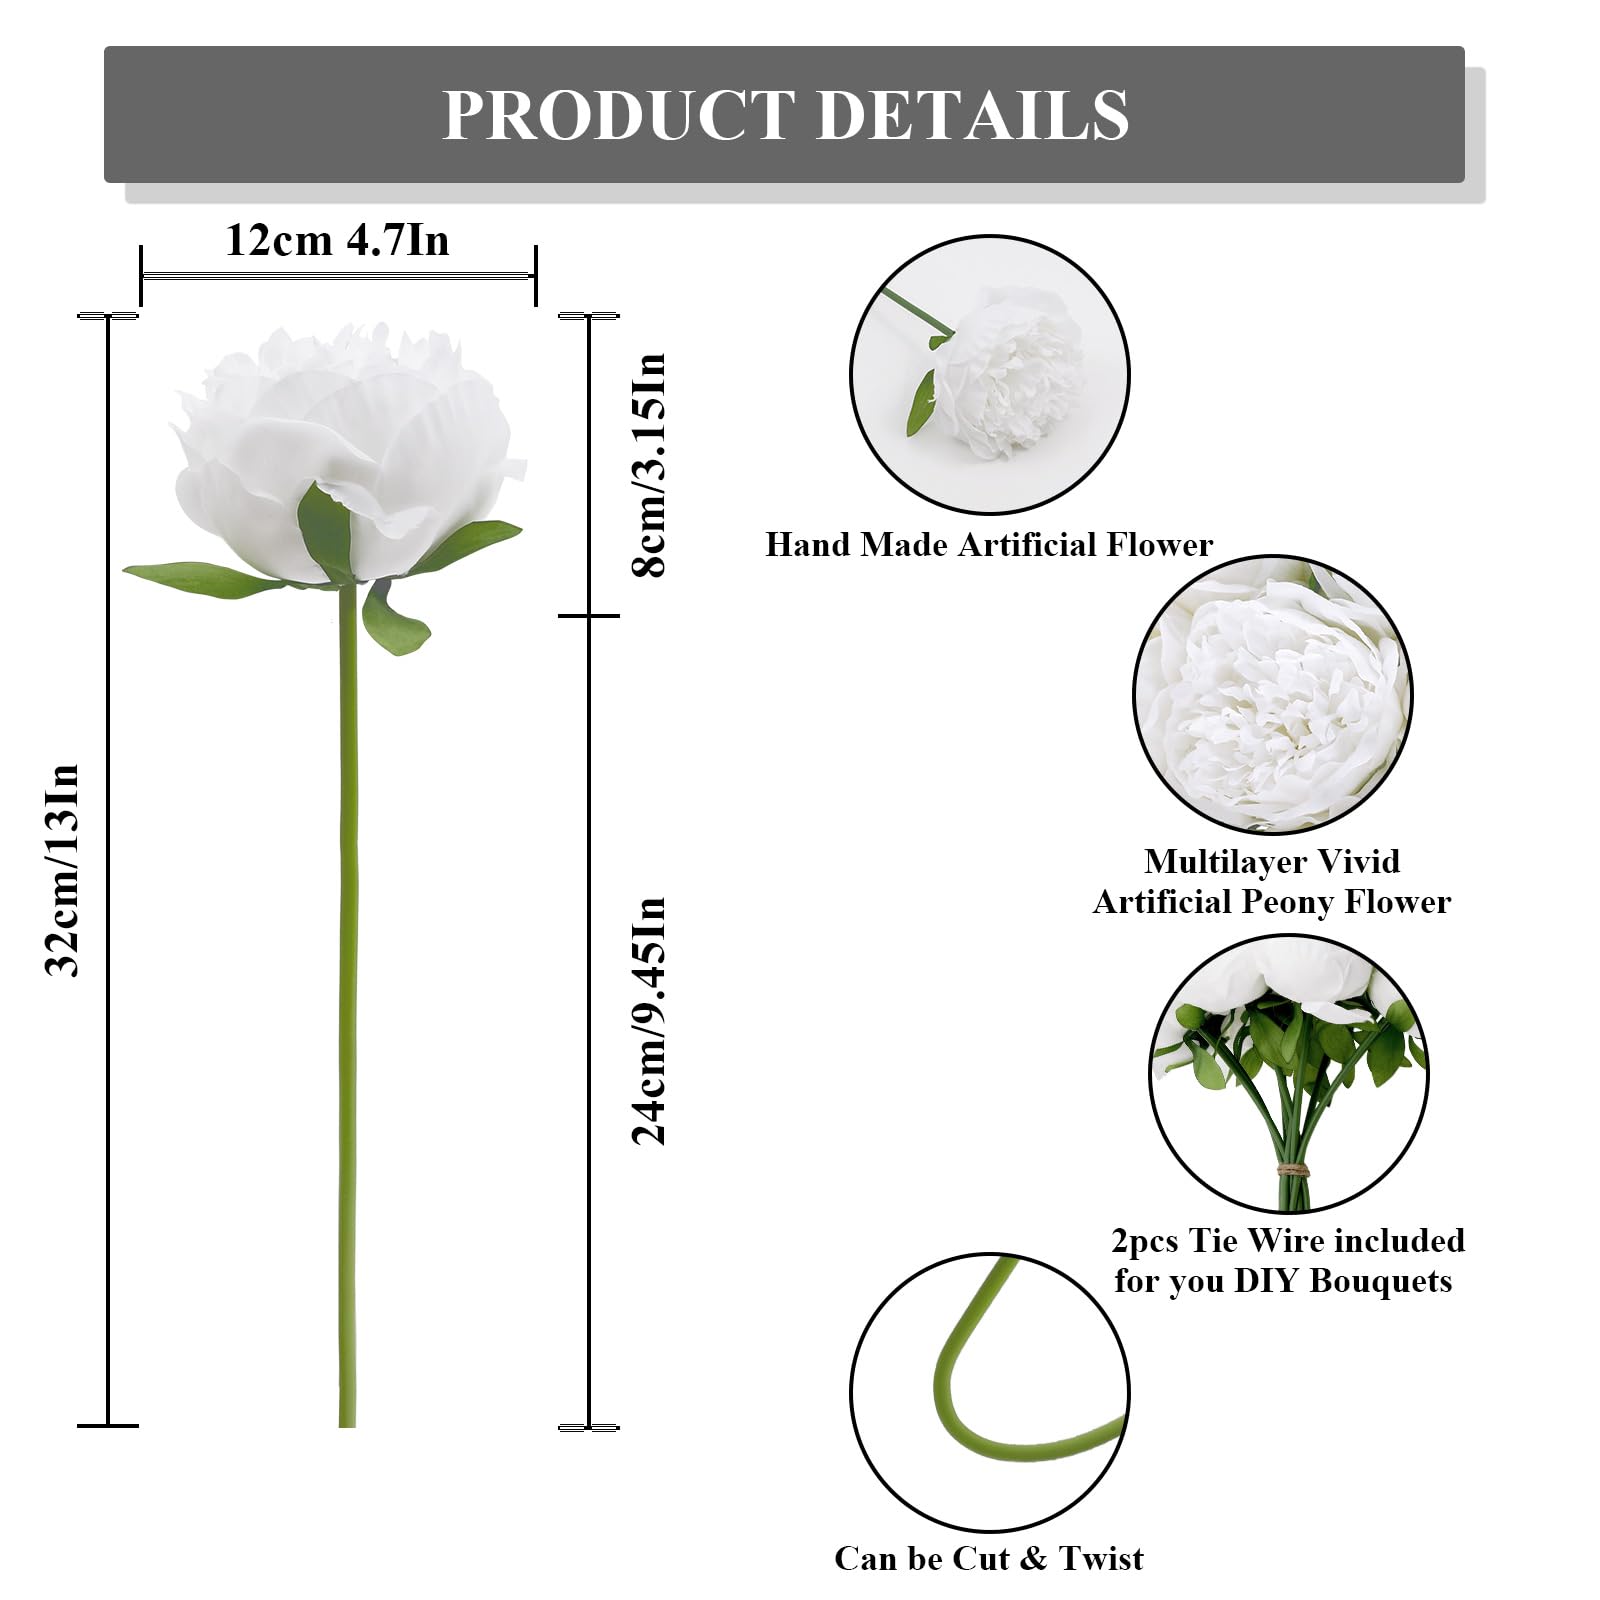 PRODUCT DETAILS
12cm 4.7In
8cm/3.15In
32cm/13In
24cm/9.45In
Hand Made Artificial Flower
Multilayer Vivid
Artificial Peony Flower
2pcs Tie Wire included
for you DIY Bouquets
Can be Cut & Twist